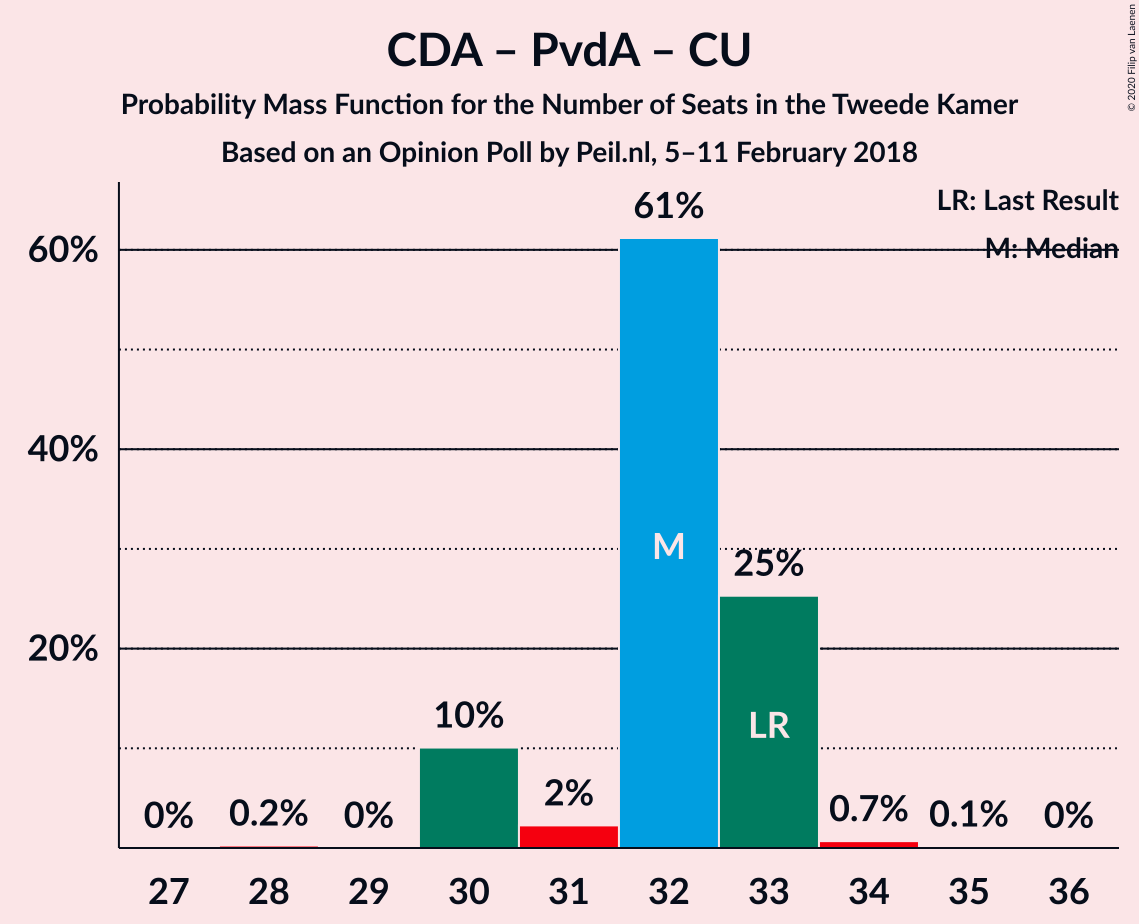 CDA – PvdA – CU
Probability Mass Function for the Number of Seats in the Tweede Kamer
Based on an Opinion Poll by Peil.nl, 5–11 February 2018
© 2020 Filip van Laenen
LR: Last Result
M: Median
60%
40%
20%
0%
0.2%
0%
10%
2%
61%
25%
0.7%
0.1%
0%
M
LR
27 28 29 30 31 32 33 34 35 36